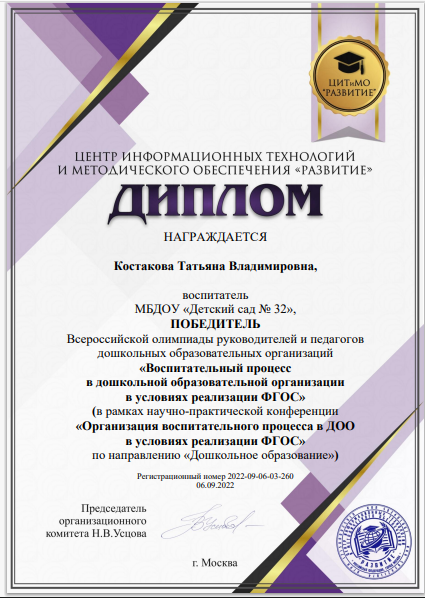 ЦИТиМО
"РАЗВИТИЕ"
ЦЕНТР ИНФОРМАЦИОННЫХ ТЕХНОЛОГИЙ
И МЕТОДИЧЕСКОГО ОБЕСПЕЧЕНИЯ «РАЗВИТИЕ»
ДИПЛОМ
НАГРАЖДАЕТСЯ
Костакова Татьяна Владимировна,
воспитатель
МБДОУ «Детский сад № 32»,
ПОБЕДИТЕЛЬ
Всероссийской олимпиады руководителей и педагогов
дошкольных образовательных организаций
«Воспитательный процесс
в дошкольной образовательной организации
в условиях реализации ФГОС»
(в рамках научно-практической конференции
«Организация воспитательного процесса в ДОО
в условиях реализации ФГОС»
по направлению «Дошкольное образование»)
Регистрационный номер 2022-09-06-03-260
06.09.2022
Председатель
организационного
комитета Н.В.Усцова
РАЗВИТИЕ
г. Москва